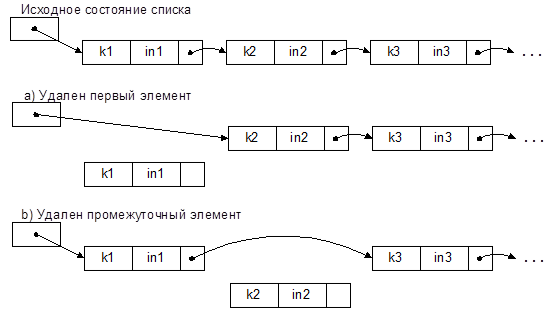 Исходное состояние списка
k1 in1 k2 in2 k3 in3 ...
a) Удален первый элемент
k2 in2 k3 in3 ...
k1 in1
b) Удален промежуточный элемент
k1 in1 k3 in3 ...
k2 in2